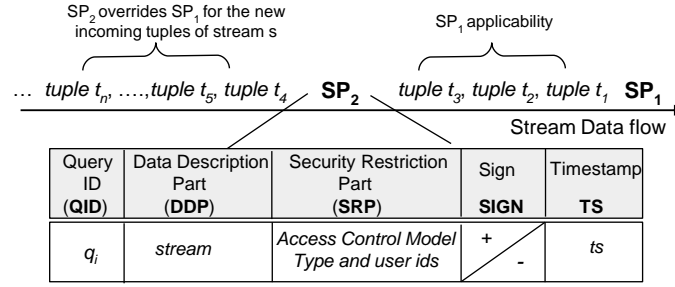 SP2 overrides SP1 for the new
incoming tuples of stream s
SP1 applicability
... tuple tn, ....,tuple t5, tuple t4 SP2 tuple t3, tuple t2, tuple t1 SP1
Stream Data flow
Query ID (QID) Data Description Part (DDP) Security Restriction Part (SRP) Sign SIGN Timestamp TS
qi stream Access Control Model Type and user ids + - ts